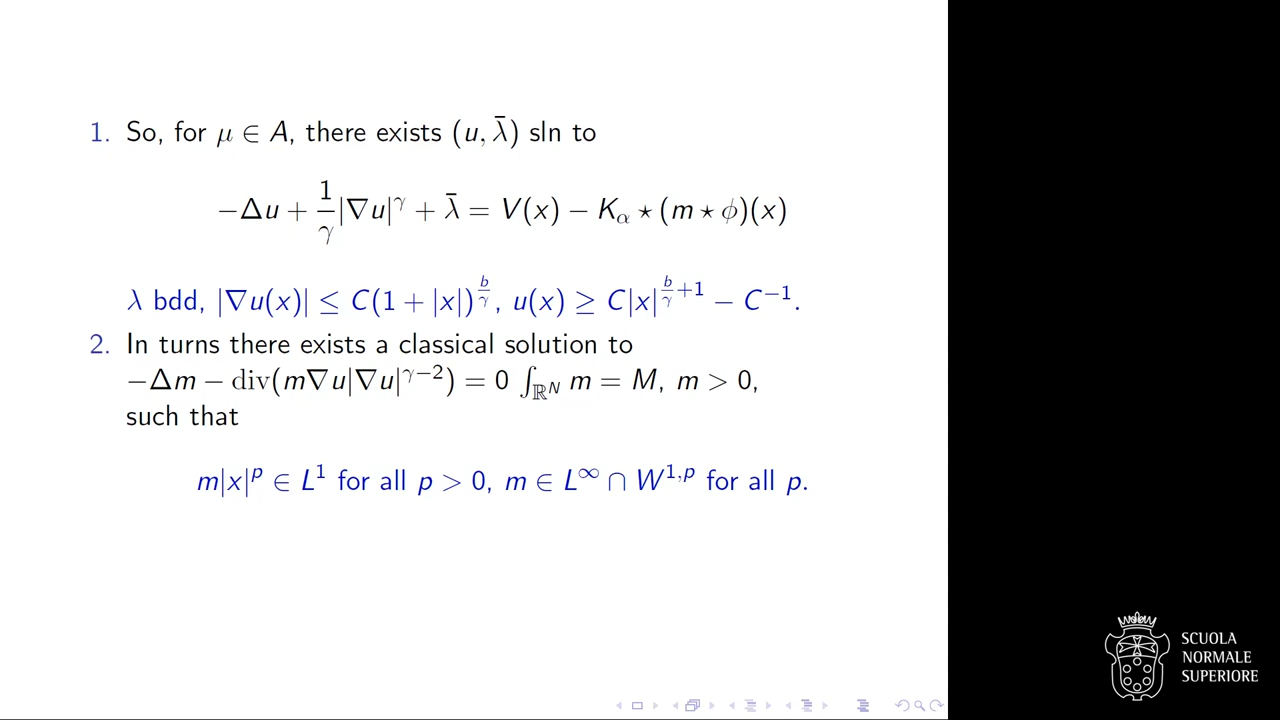 1. So, for μ ∈ A, there exists (u, λ̄) sln to
−Δu + 1/γ |∇u|^γ + λ̄ = V(x) − K_α ⋆ (m ⋆ ϕ)(x)
λ bdd, |∇u(x)| ≤ C(1 + |x|)^{b/γ}, u(x) ≥ C|x|^{b/γ+1} − C^{−1}.
2. In turns there exists a classical solution to
−Δm − div(m∇u|∇u|^{γ−2}) = 0 ∫_{ℝ^N} m = M, m > 0,
such that
m|x|^p ∈ L^1 for all p > 0, m ∈ L^∞ ∩ W^{1,p} for all p.
SCUOLA
NORMALE
SUPERIORE